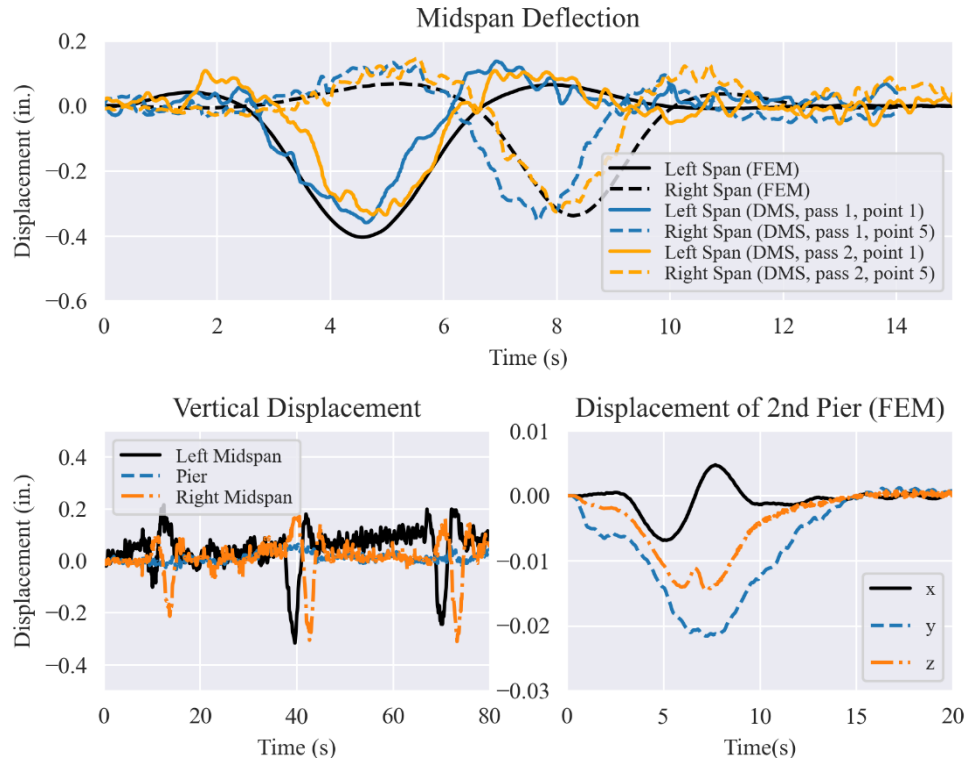 Midspan Deflection
0.2
0.0
−0.2
−0.4
−0.6
Displacement (in.)
Left Span (FEM)
Right Span (FEM)
Left Span (DMS, pass 1, point 1)
Right Span (DMS, pass 1, point 5)
Left Span (DMS, pass 2, point 1)
Right Span (DMS, pass 2, point 5)
0 2 4 6 8 10 12 14
Time (s)
Vertical Displacement
0.4
0.2
0.0
−0.2
−0.4
Displacement (in.)
Left Midspan
Pier
Right Midspan
0 20 40 60 80
Time (s)
Displacement of 2nd Pier (FEM)
0.01
0.00
−0.01
−0.02
−0.03
x
y
z
0 5 10 15 20
Time(s)